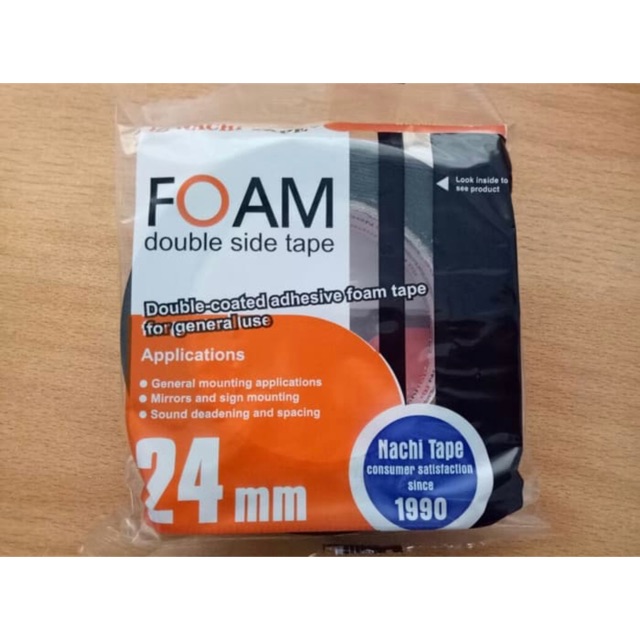 FOAM
double side tape
Look inside to
see product
Double-coated adhesive foam tape
for general use
Applications
General mounting applications
Mirrors and sign mounting
Sound deadening and spacing
24 mm
Nachi Tape
consumer satisfaction
since
1990